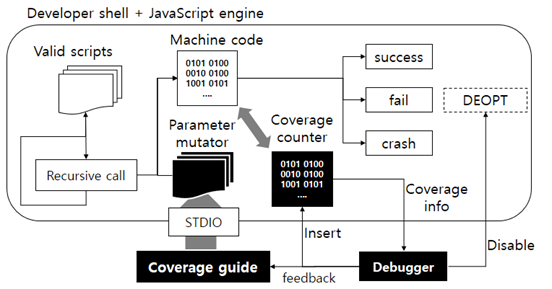 Developer shell + JavaScript engine
Machine code
Valid scripts
0101 0100
0010 0100
1001 0101
....
success
fail
crash
DEOPT
Parameter
mutator
Coverage
counter
Recursive call
0101 0100
0010 0100
1001 0101
....
Coverage
info
STDIO
Insert
Disable
Coverage guide
feedback
Debugger